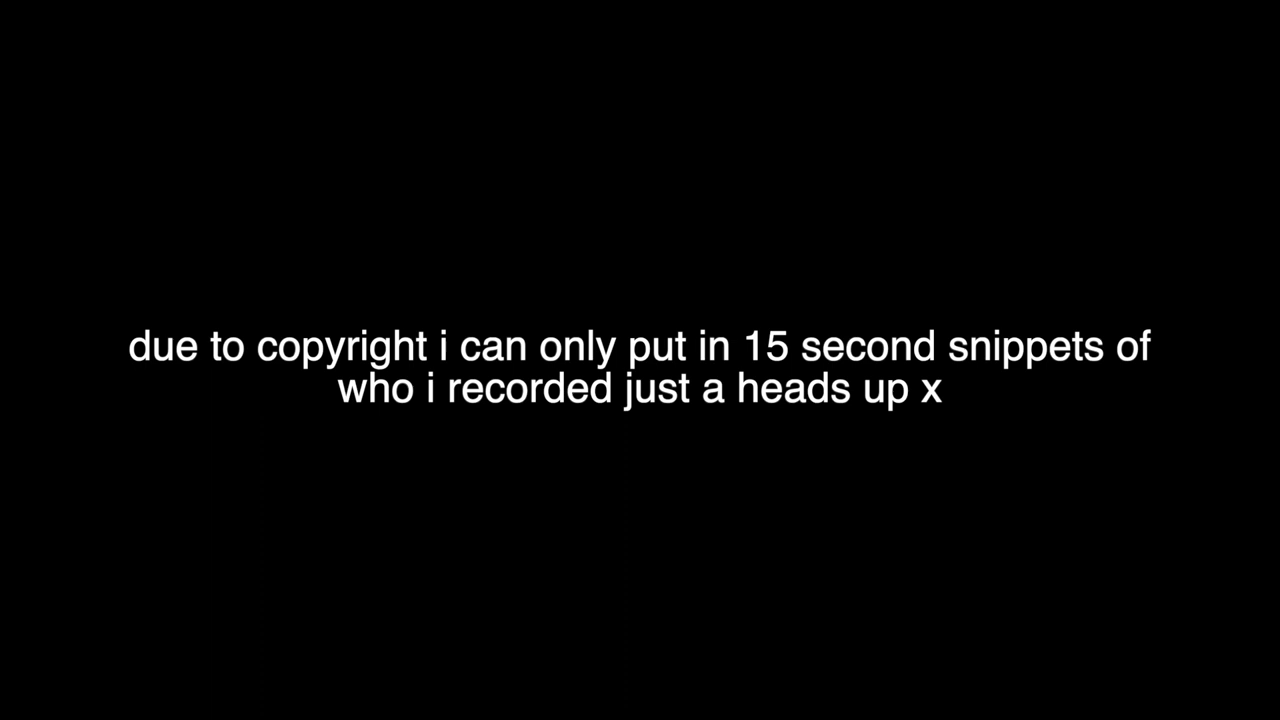 due to copyright i can only put in 15 second snippets of
who i recorded just a heads up x